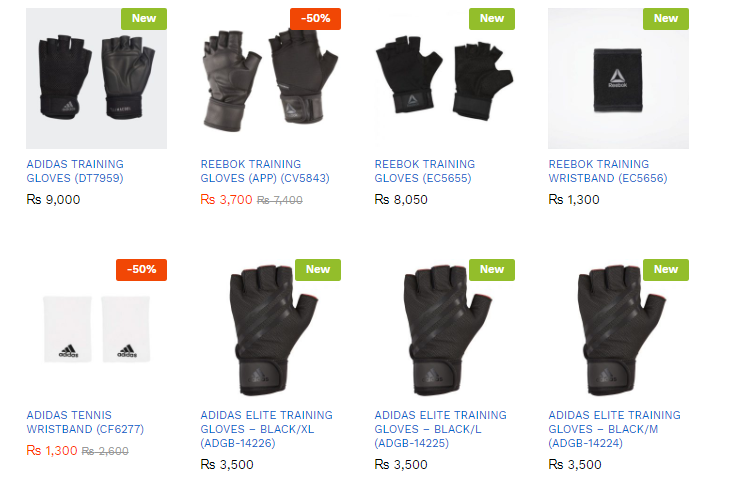 New
-50%
New
New
Reebok
ADIDAS TRAINING
GLOVES (DT7959)
₨ 9,000
REEBOK TRAINING
GLOVES (APP) (CV5843)
₨ 3,700 ₨ 7,400
REEBOK TRAINING
GLOVES (EC5655)
₨ 8,050
REEBOK TRAINING
WRISTBAND (EC5656)
₨ 1,300
-50%
New
New
New
adidas
adidas
ADIDAS TENNIS
WRISTBAND (CF6277)
₨ 1,300 ₨ 2,600
ADIDAS ELITE TRAINING
GLOVES – BLACK/XL
(ADGB-14226)
₨ 3,500
ADIDAS ELITE TRAINING
GLOVES – BLACK/L
(ADGB-14225)
₨ 3,500
ADIDAS ELITE TRAINING
GLOVES – BLACK/M
(ADGB-14224)
₨ 3,500